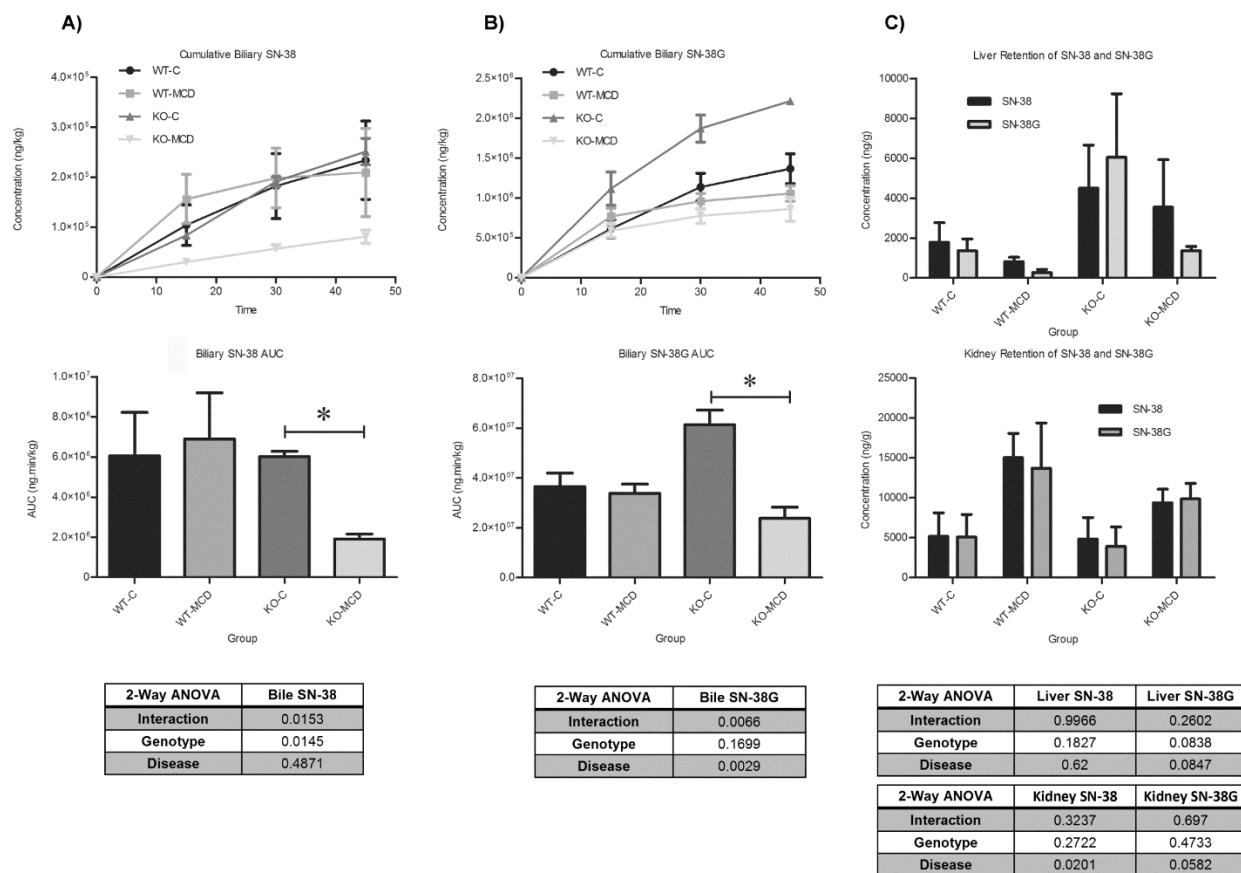 A)
Cumulative Biliary SN-38
WT-C
WT-MCD
KO-C
KO-MCD
Concentration (ng/kg)
4.0×10⁵
3.0×10⁵
2.0×10⁵
1.0×10⁵
0
0 10 20 30 40 50
Time
Biliary SN-38 AUC
AUC (ng.min/kg)
1.0×10⁷
8.0×10⁶
6.0×10⁶
4.0×10⁶
2.0×10⁶
0
*
WT-C WT-MCD KO-C KO-MCD
Group
2-Way ANOVA Bile SN-38
Interaction 0.0153
Genotype 0.0145
Disease 0.4871
B)
Cumulative Biliary SN-38G
WT-C
WT-MCD
KO-C
KO-MCD
Concentration (ng/kg)
2.5×10⁶
2.0×10⁶
1.5×10⁶
1.0×10⁶
5.0×10⁵
0
0 10 20 30 40 50
Time
Biliary SN-38G AUC
AUC (ng.min/kg)
8.0×10⁰⁷
6.0×10⁰⁷
4.0×10⁰⁷
2.0×10⁰⁷
0.0
*
WT-C WT-MCD KO-C KO-MCD
Group
2-Way ANOVA Bile SN-38G
Interaction 0.0066
Genotype 0.1699
Disease 0.0029
C)
Liver Retention of SN-38 and SN-38G
SN-38
SN-38G
Concentration (ng/g)
10000
8000
6000
4000
2000
0
WT-C WT-MCD KO-C KO-MCD
Group
Kidney Retention of SN-38 and SN-38G
SN-38
SN-38G
Concentration (ng/g)
25000
20000
15000
10000
5000
0
WT-C WT-MCD KO-C KO-MCD
Group
2-Way ANOVA Liver SN-38 Liver SN-38G
Interaction 0.9966 0.2602
Genotype 0.1827 0.0838
Disease 0.62 0.0847
2-Way ANOVA Kidney SN-38 Kidney SN-38G
Interaction 0.3237 0.697
Genotype 0.2722 0.4733
Disease 0.0201 0.0582